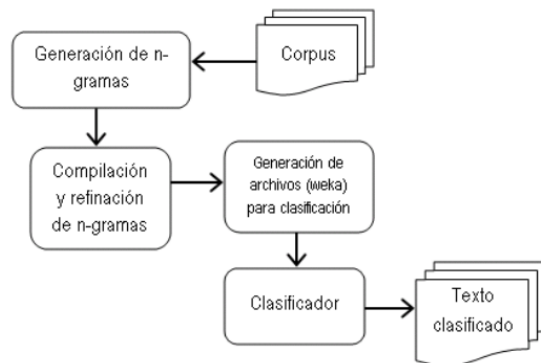 Generación de n-
gramas
Corpus
Compilación
y refinación
de n-gramas
Generación de
archivos (weka)
para clasificación
Clasificador
Texto
clasificado